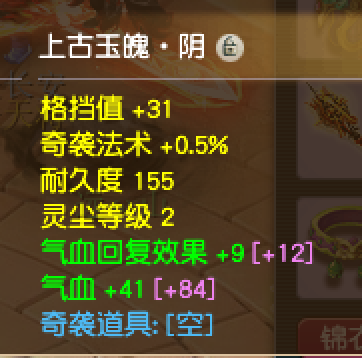 上古玉魄·阴
格挡值 +31
奇袭法术 +0.5%
耐久度 155
灵尘等级 2
气血回复效果 +9 [+12]
气血 +41 [+84]
奇袭道具: [空]
锦衣